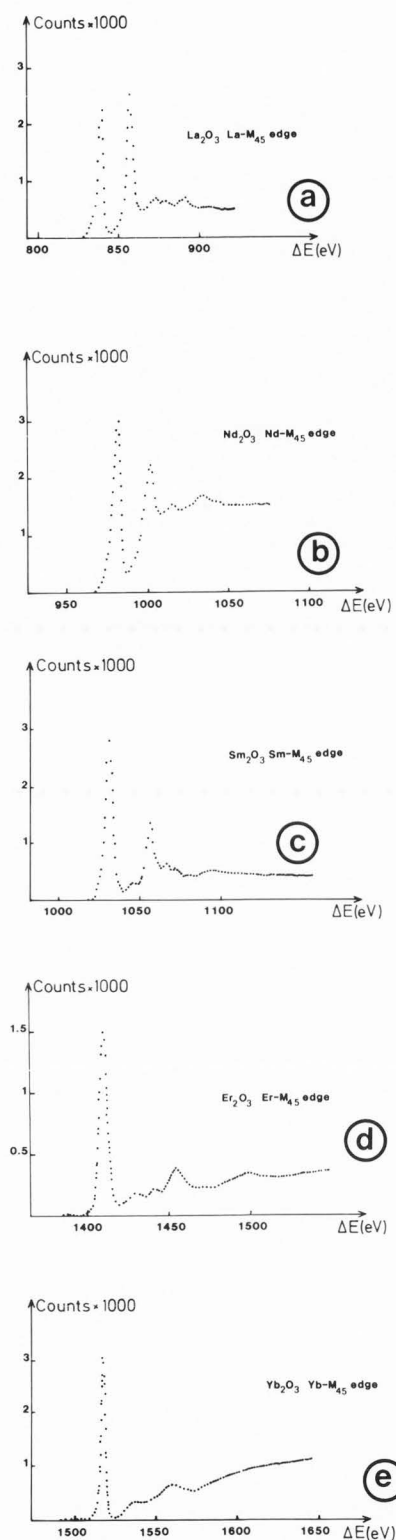 Counts×1000
3
2
1
La₂O₃ La-M₄₅ edge
a
800 850 900
ΔE(eV)
Counts×1000
3
2
1
Nd₂O₃ Nd-M₄₅ edge
b
950 1000 1050 1100
ΔE(eV)
Counts×1000
3
2
1
Sm₂O₃ Sm-M₄₅ edge
c
1000 1050 1100
ΔE(eV)
Counts×1000
1.5
1
0.5
Er₂O₃ Er-M₄₅ edge
d
1400 1450 1500
ΔE(eV)
Counts×1000
3
2
1
Yb₂O₃ Yb-M₄₅ edge
e
1500 1550 1600 1650
ΔE(eV)